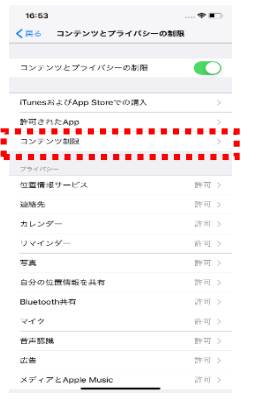 16:53
戻る コンテンツとプライバシーの制限
コンテンツとプライバシーの制限
iTunesおよびApp Storeでの購入
許可されたApp
コンテンツ制限
プライバシー
位置情報サービス 許可
連絡先 許可
カレンダー 許可
リマインダー 許可
写真 許可
自分の位置情報を共有 許可
Bluetooth共有 許可
マイク 許可
音声認識 許可
広告 許可
メディアとApple Music 許可